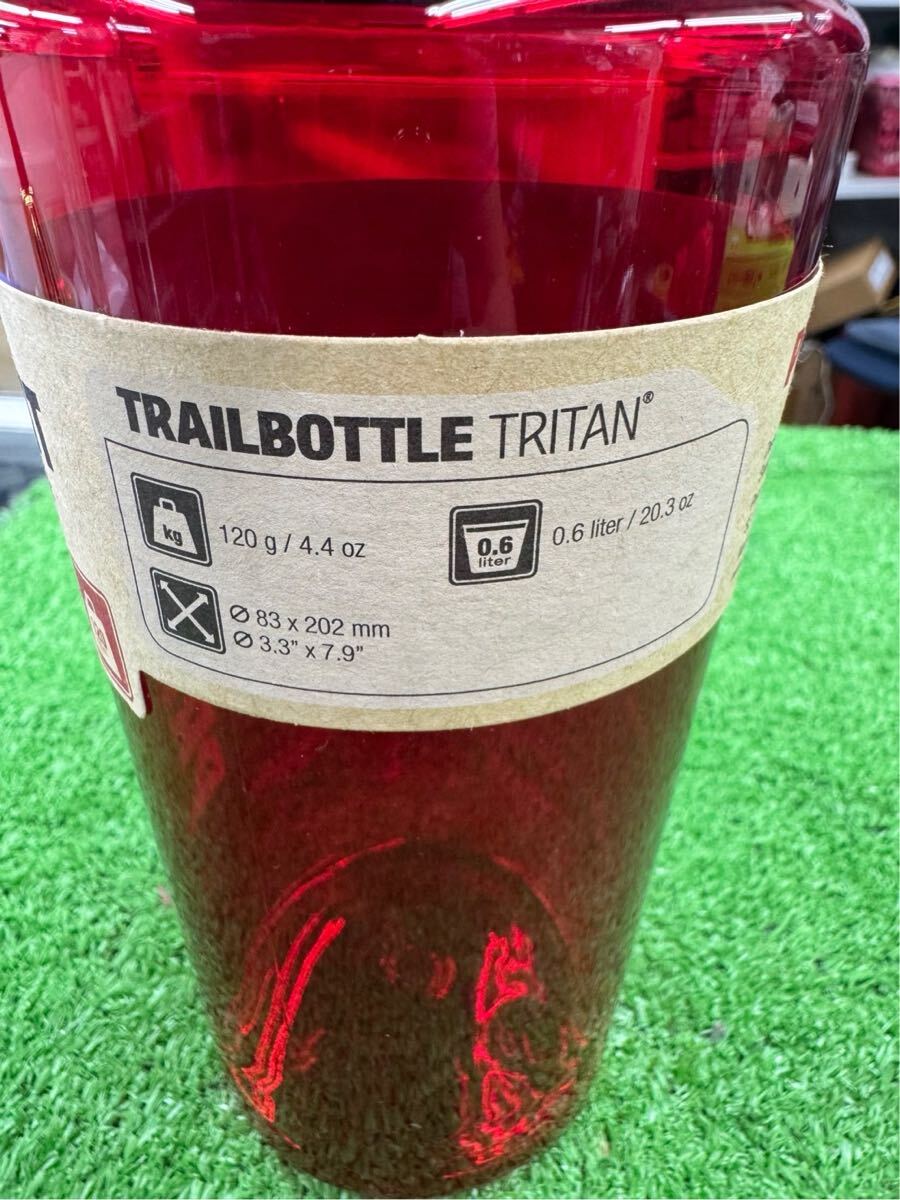 TRAILBOTTLE TRITAN®
kg
120 g / 4.4 oz
0.6
liter
0.6 liter / 20.3 oz
Ø 83 x 202 mm
Ø 3.3” x 7.9”